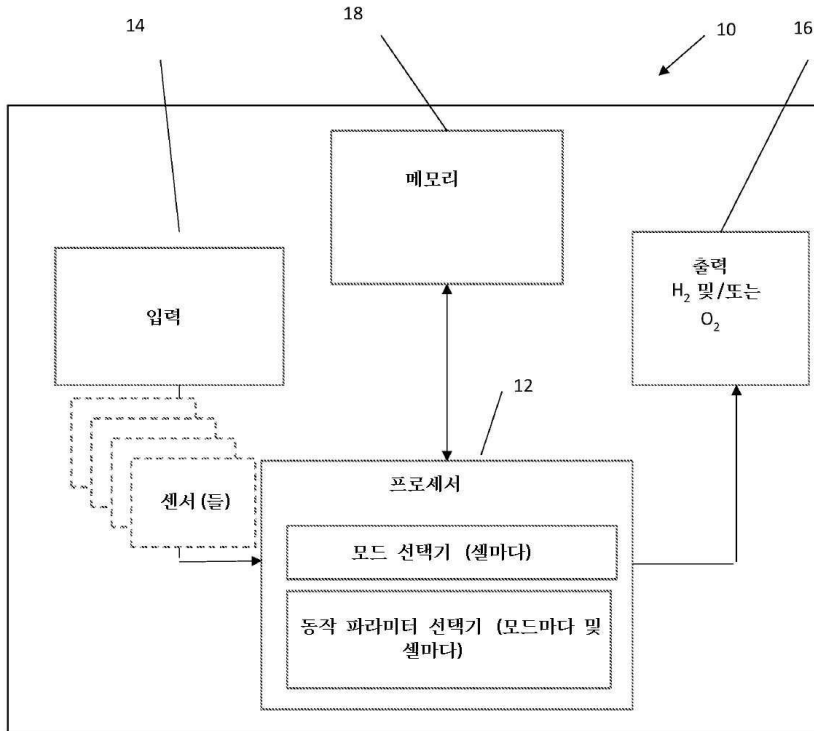 14
18
10
16
메모리
입력
출력
H₂ 및/또는
O₂
12
센서(들)
프로세서
모드 선택기 (셀마다)
동작 파라미터 선택기 (모드마다 및
셀마다)